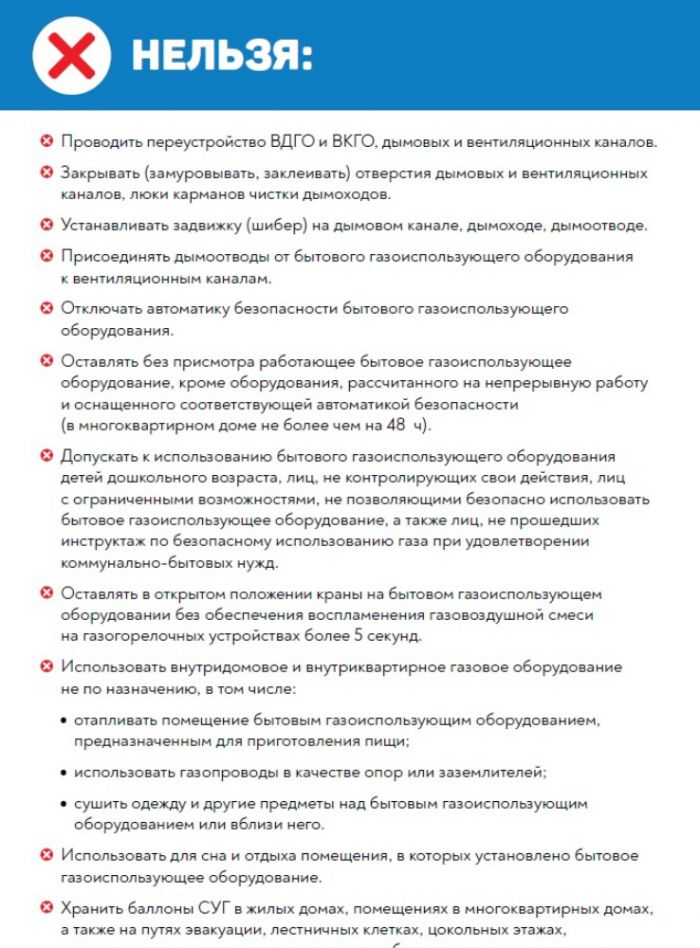 НЕЛЬЗЯ:
Проводить переустройство ВДГО и ВКГО, дымовых и вентиляционных каналов.
Закрывать (замуровывать, заклеивать) отверстия дымовых и вентиляционных
каналов, люки карманов чистки дымоходов.
Устанавливать задвижку (шибер) на дымовом канале, дымоходе, дымоотводе.
Присоединять дымоотводы от бытового газоиспользующего оборудования
к вентиляционным каналам.
Отключать автоматику безопасности бытового газоиспользующего
оборудования.
Оставлять без присмотра работающее бытовое газоиспользующее
оборудование, кроме оборудования, рассчитанного на непрерывную работу
и оснащенного соответствующей автоматикой безопасности
(в многоквартирном доме не более чем на 48 ч).
Допускать к использованию бытового газоиспользующего оборудования
детей дошкольного возраста, лиц, не контролирующих свои действия, лиц
с ограниченными возможностями, не позволяющими безопасно использовать
бытовое газоиспользующее оборудование, а также лиц, не прошедших
инструктаж по безопасному использованию газа при удовлетворении
коммунально-бытовых нужд.
Оставлять в открытом положении краны на бытовом газоиспользующем
оборудовании без обеспечения воспламенения газовоздушной смеси
на газогорелочных устройствах более 5 секунд.
Использовать внутридомовое и внутриквартирное газовое оборудование
не по назначению, в том числе:
• отапливать помещение бытовым газоиспользующим оборудованием,
предназначенным для приготовления пищи;
• использовать газопроводы в качестве опор или заземлителей;
• сушить одежду и другие предметы над бытовым газоиспользующим
оборудованием или вблизи него.
Использовать для сна и отдыха помещения, в которых установлено бытовое
газоиспользующее оборудование.
Хранить баллоны СУГ в жилых домах, помещениях в многоквартирных домах,
а также на путях эвакуации, лестничных клетках, цокольных этажах,